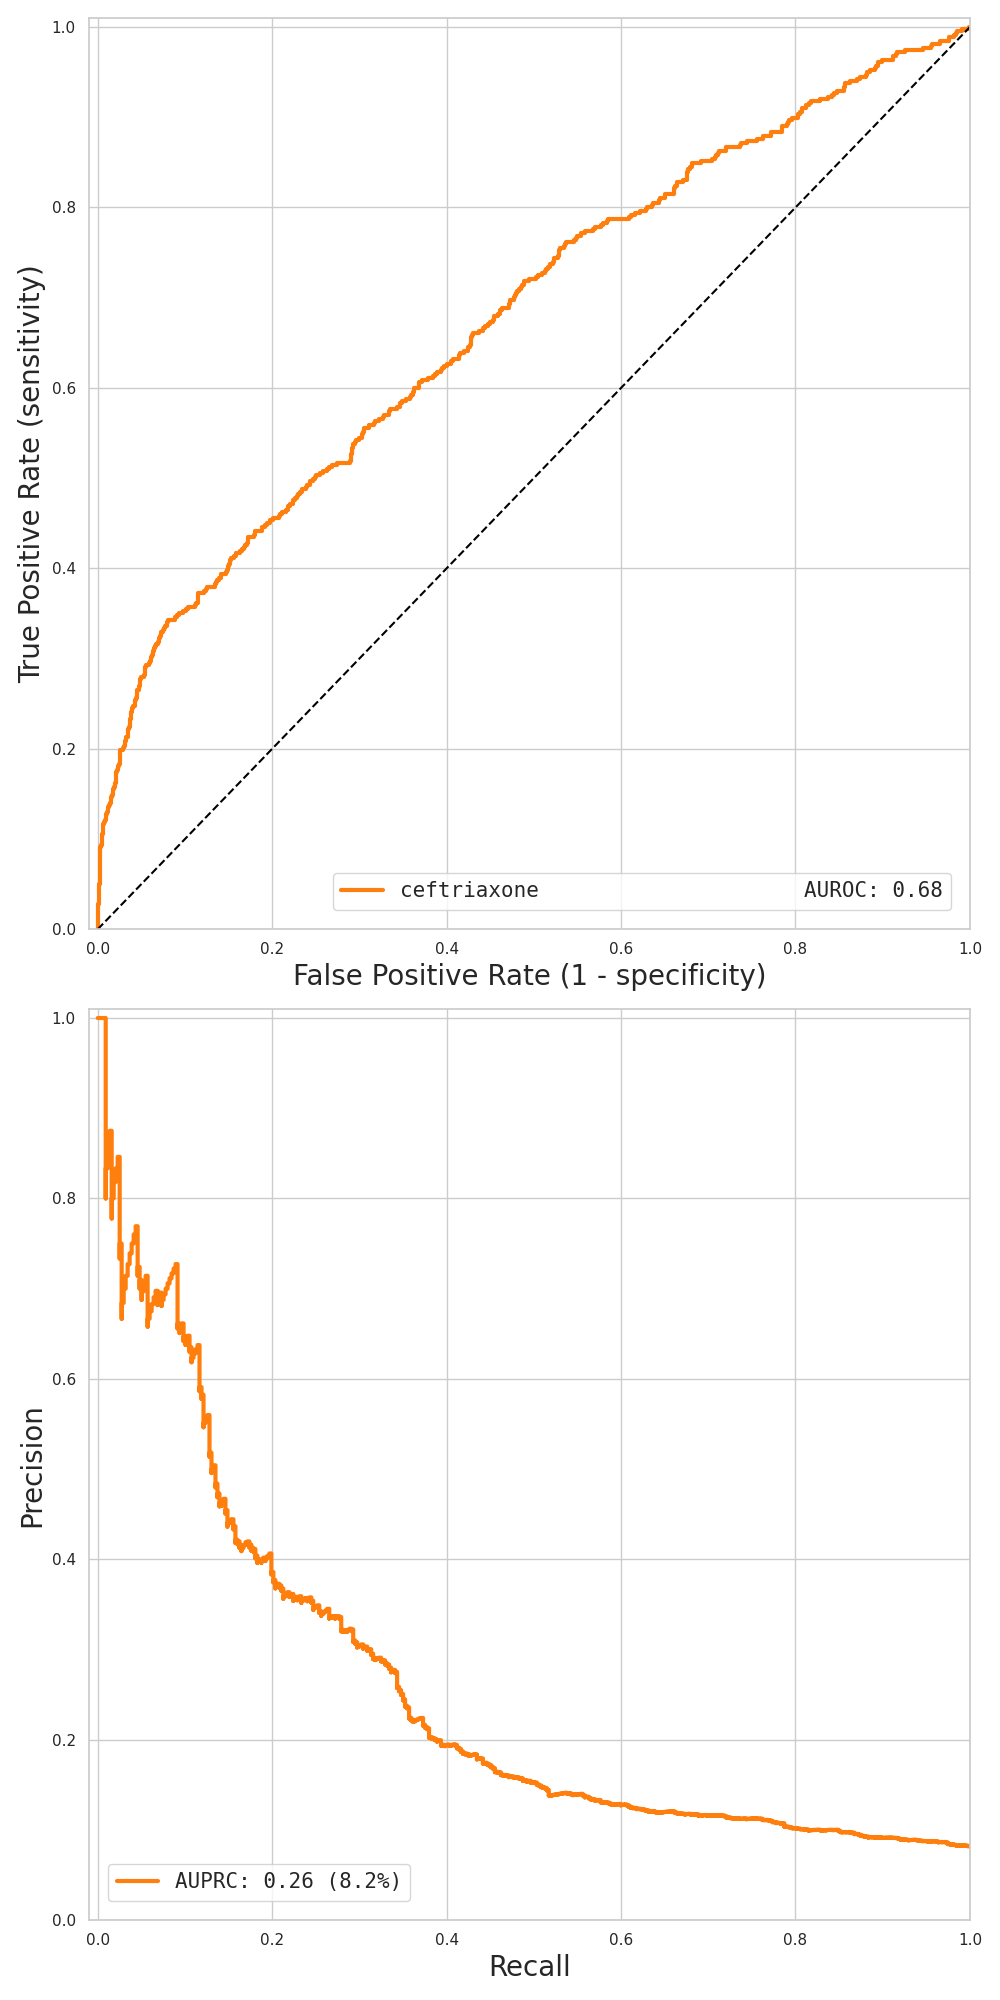 1.0
0.8
0.6
0.4
0.2
0.0
True Positive Rate (sensitivity)
ceftriaxone AUROC: 0.68
0.0 0.2 0.4 0.6 0.8 1.0
False Positive Rate (1 - specificity)
1.0
0.8
0.6
0.4
0.2
0.0
Precision
AUPRC: 0.26 (8.2%)
0.0 0.2 0.4 0.6 0.8 1.0
Recall